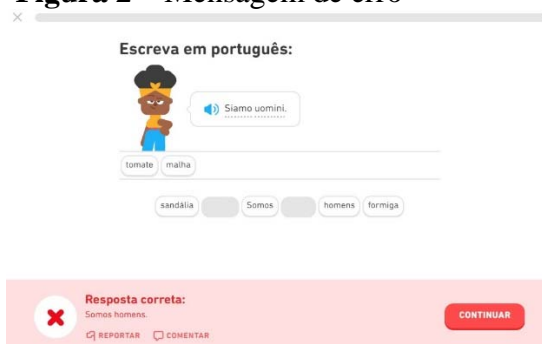 Figura 2 – Mensagem de erro
Escreva em português:
Siamo uomini.
tomate malha
sandália Somos homens formiga
Resposta correta:
Somos homens.
REPORTAR COMENTAR
CONTINUAR